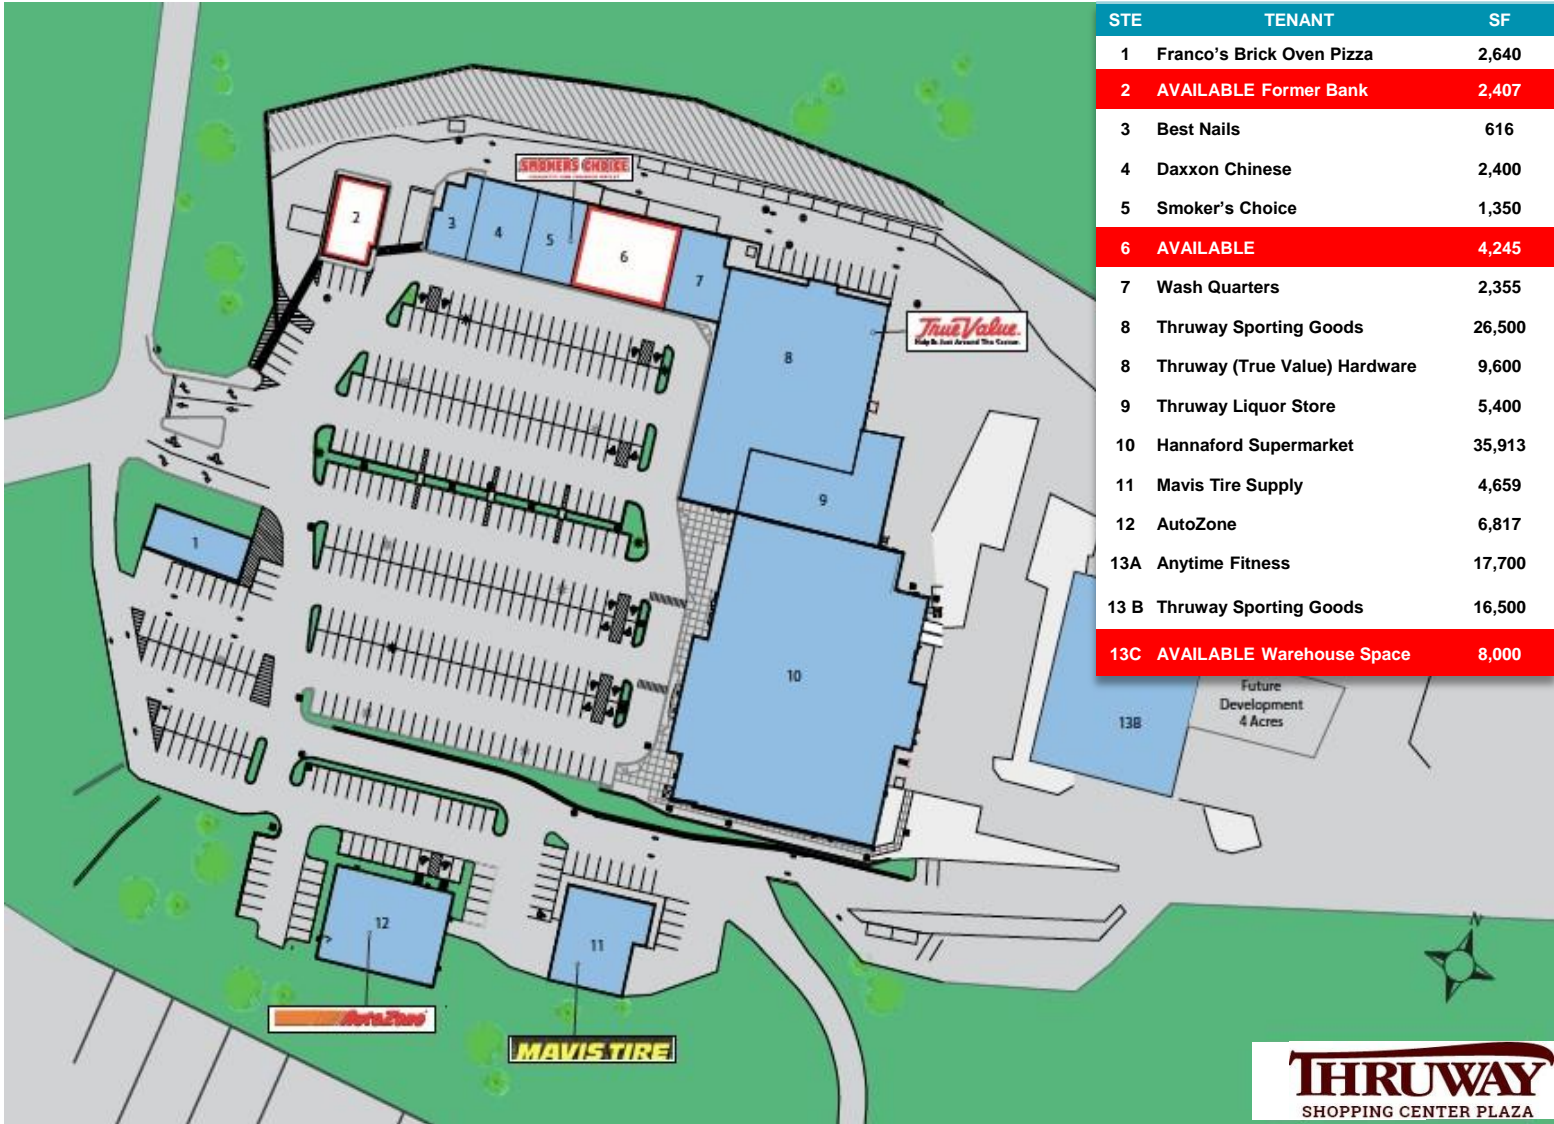 STE TENANT SF
1 Franco's Brick Oven Pizza 2,640
2 AVAILABLE Former Bank 2,407
3 Best Nails 616
4 Daxxon Chinese 2,400
5 Smoker's Choice 1,350
6 AVAILABLE 4,245
7 Wash Quarters 2,355
8 Thruway Sporting Goods 26,500
8 Thruway (True Value) Hardware 9,600
9 Thruway Liquor Store 5,400
10 Hannaford Supermarket 35,913
11 Mavis Tire Supply 4,659
12 AutoZone 6,817
13A Anytime Fitness 17,700
13 B Thruway Sporting Goods 16,500
13C AVAILABLE Warehouse Space 8,000
SMOKERS CHOICE
2
3
4
5
6
7
True Value.
Help Is Just Around The Corner.
8
9
1
10
Future
Development
4 Acres
13B
12
11
N
AutoZone
MAVIS TIRE
THRUWAY
SHOPPING CENTER PLAZA